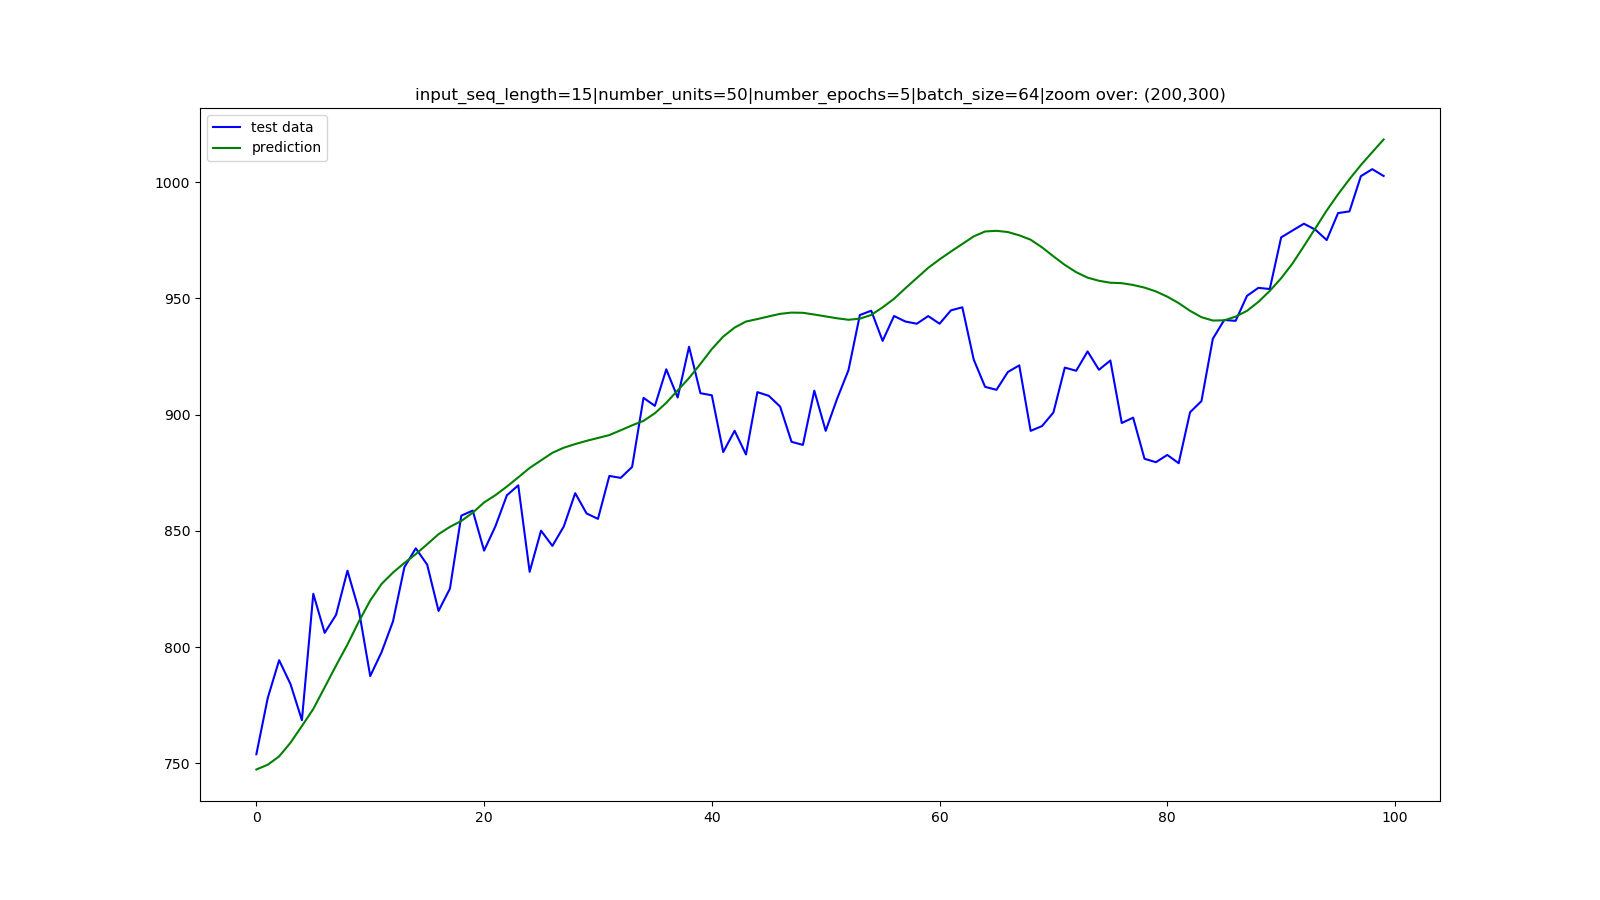 input_seq_length=15|number_units=50|number_epochs=5|batch_size=64|zoom over: (200,300)
test data
prediction
1000
950
900
850
800
750
0 20 40 60 80 100